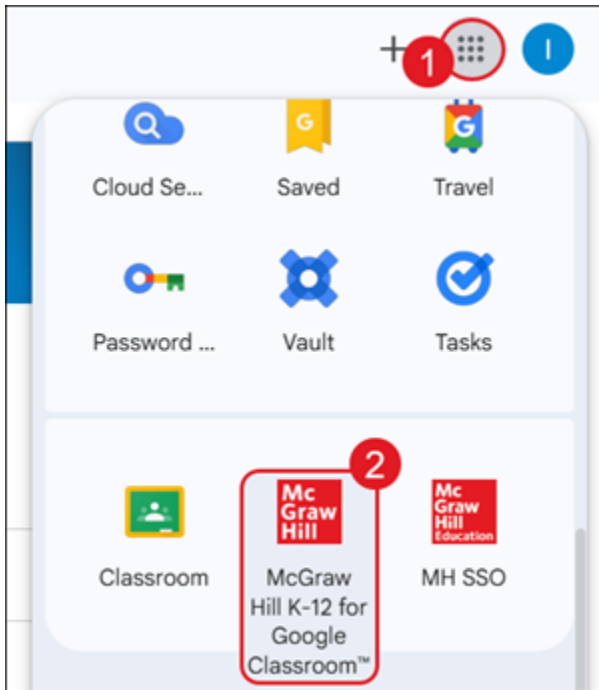 + 1 I
G G
Cloud Se... Saved Travel
Password ... Vault Tasks
2
Mc
Graw
Hill
Mc
Graw
Hill
Education
Classroom McGraw
Hill K-12 for
Google
Classroom™
MH SSO